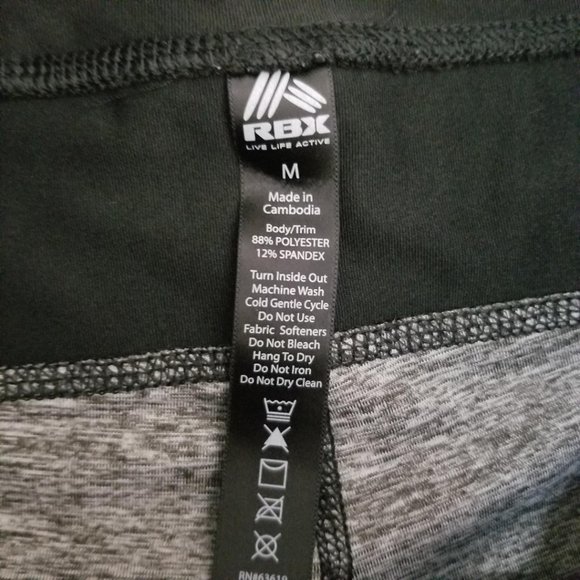 RBX
LIVE LIFE ACTIVE
M
Made in
Cambodia
Body/Trim
88% POLYESTER
12% SPANDEX
Turn Inside Out
Machine Wash
Cold Gentle Cycle
Do Not Use
Fabric Softeners
Do Not Bleach
Hang To Dry
Do Not Iron
Do Not Dry Clean
RN#63619